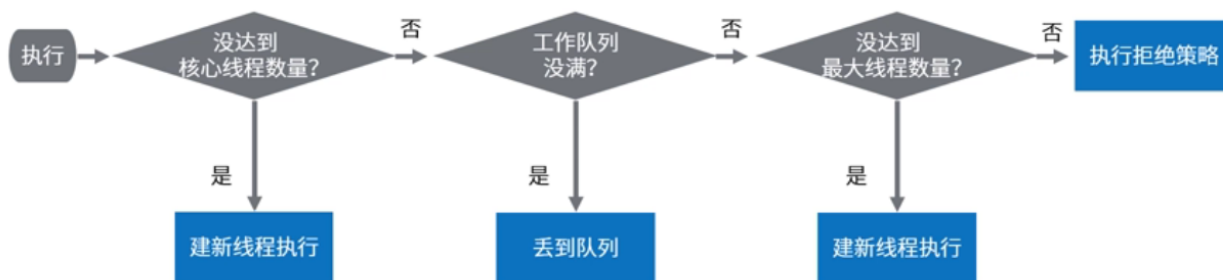 执行
没达到
核心线程数量?
否
工作队列
没满?
否
没达到
最大线程数量?
否
执行拒绝策略
是
是
是
建新线程执行
丢到队列
建新线程执行